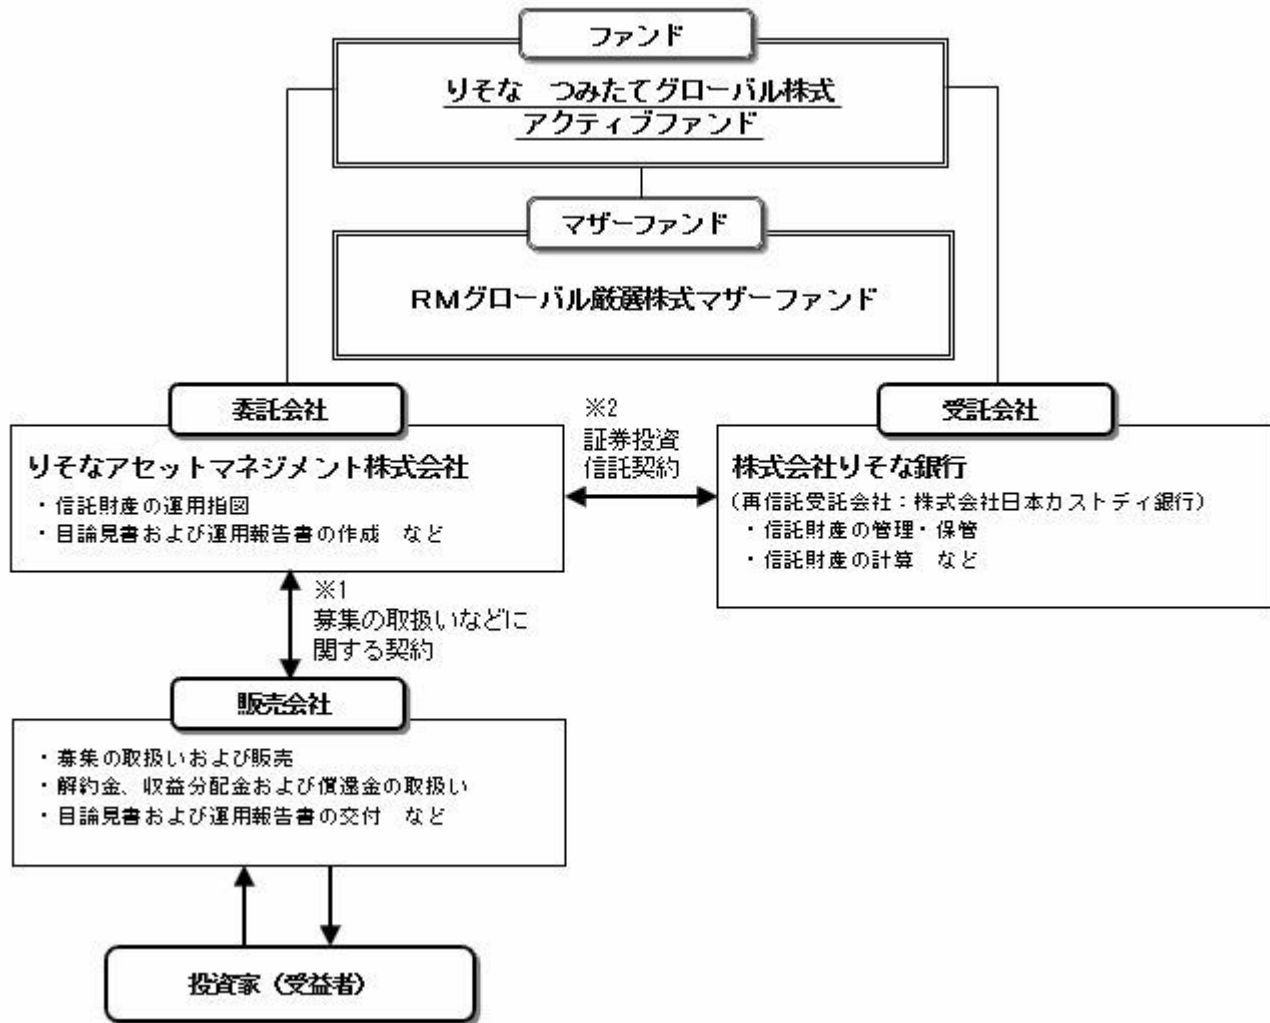 ファンド
りそな　つみたてグローバル株式
アクティブファンド
マザーファンド
ＲＭグローバル厳選株式マザーファンド
委託会社
りそなアセットマネジメント株式会社
・信託財産の運用指図
・目論見書および運用報告書の作成　など
※2
証券投資
信託契約
受託会社
株式会社りそな銀行
（再信託受託会社：株式会社日本カストディ銀行）
・信託財産の管理・保管
・信託財産の計算　など
※1
募集の取扱いなどに
関する契約
販売会社
・募集の取扱いおよび販売
・解約金、収益分配金および償還金の取扱い
・目論見書および運用報告書の交付　など
投資家（受益者）